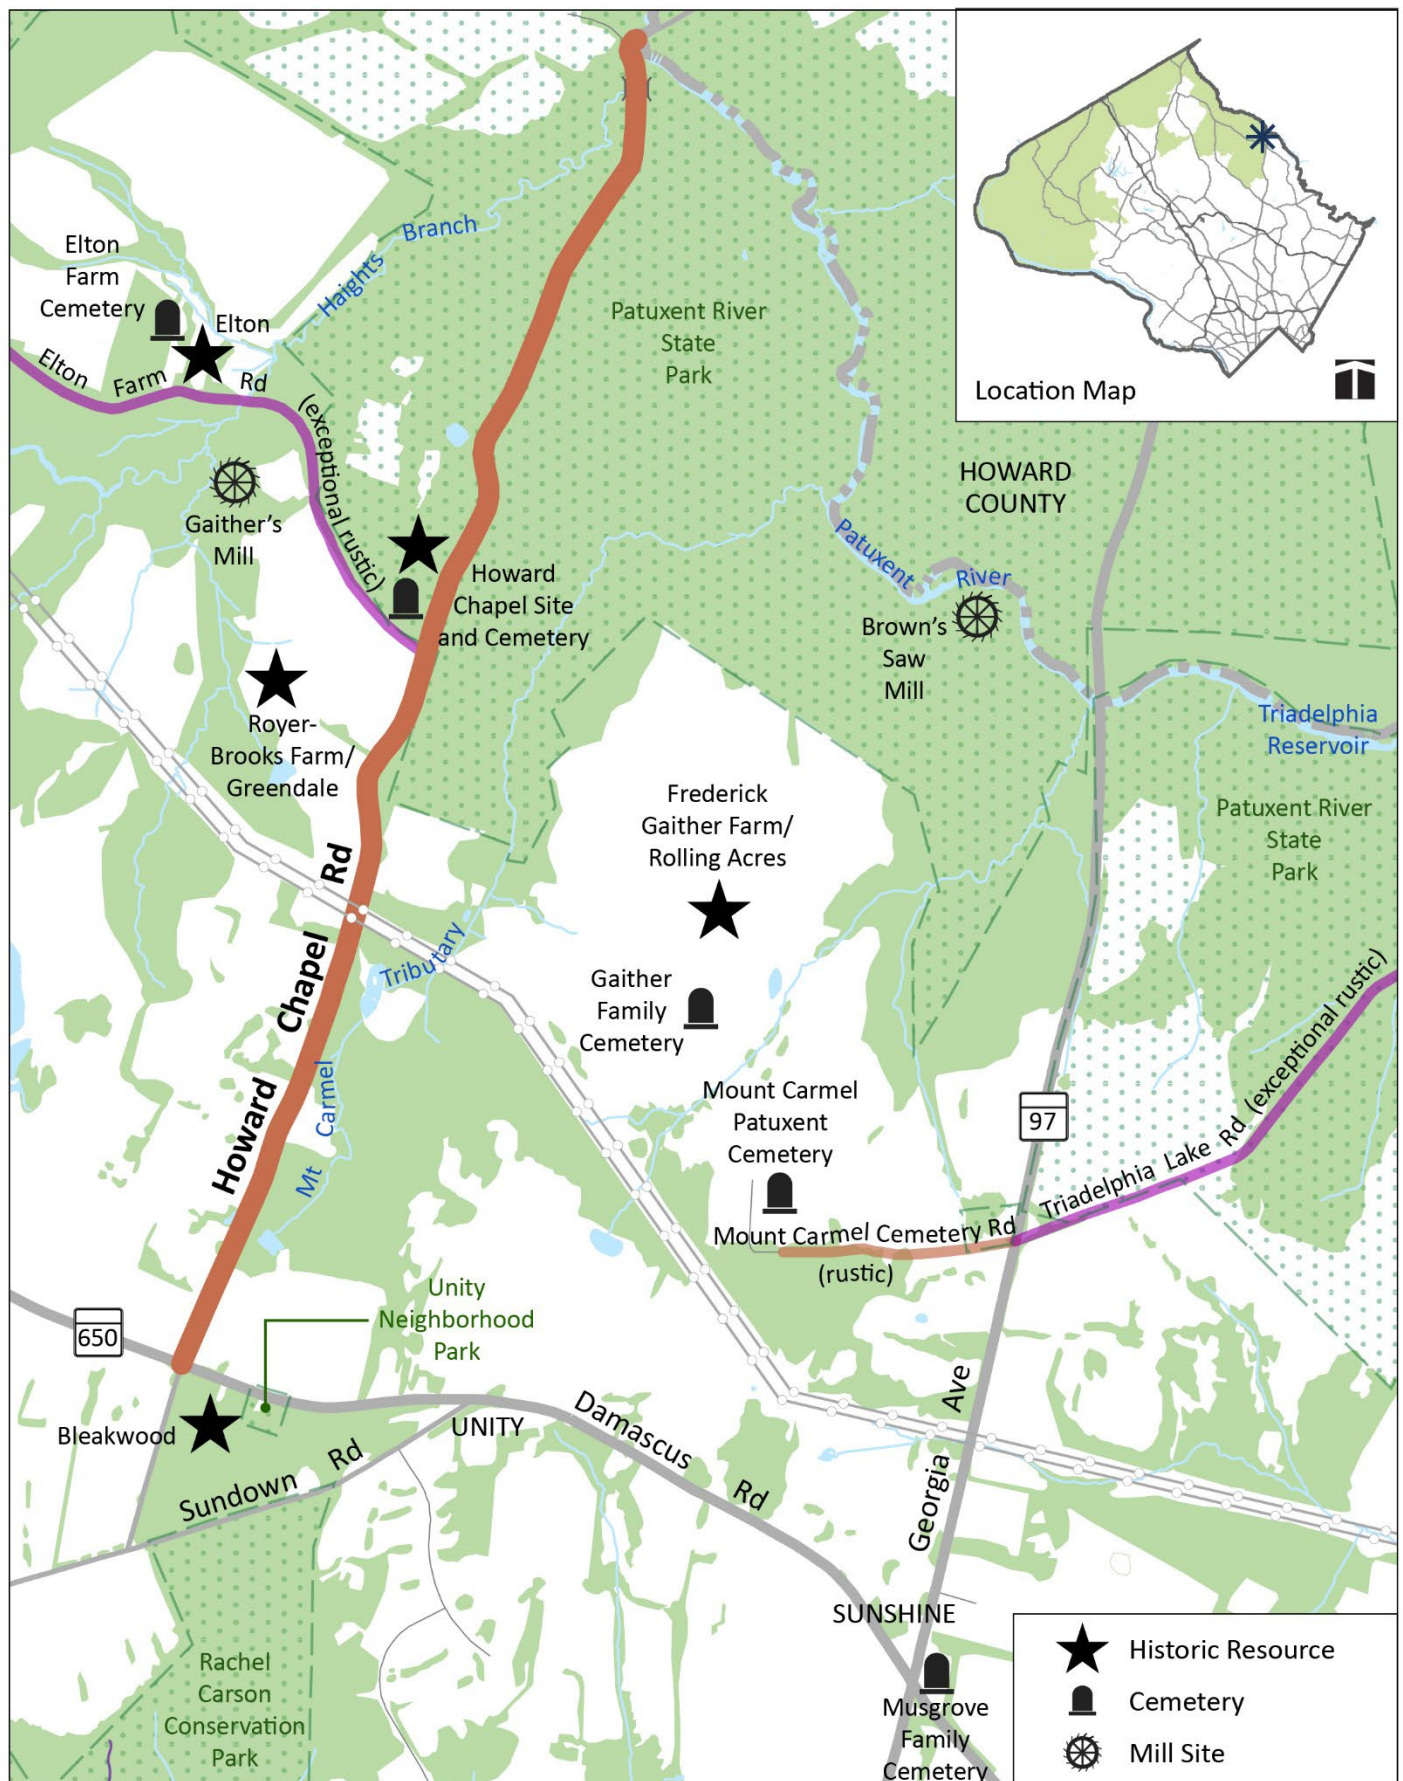 Location Map
Elton
Farm
Cemetery
Elton
Haights Branch
Patuxent River
State
Park
Elton Farm Rd
(exceptional rustic)
HOWARD
COUNTY
Gaither's
Mill
Howard
Chapel Site
and Cemetery
Patuxent River
Brown's
Saw
Mill
Royer-
Brooks Farm/
Greendale
Triadelphia
Reservoir
Frederick
Gaither Farm/
Rolling Acres
Patuxent River
State
Park
Howard Chapel Rd
Mt Carmel Tributary
Gaither
Family
Cemetery
Mount Carmel
Patuxent
Cemetery
97
Triadelphia Lake Rd (exceptional rustic)
Mount Carmel Cemetery Rd
(rustic)
Unity
Neighborhood
Park
650
Bleakwood
UNITY
Damascus Rd
Georgia Ave
Sundown Rd
SUNSHINE
Rachel
Carson
Conservation
Park
Musgrove
Family
Cemetery
Historic Resource
Cemetery
Mill Site